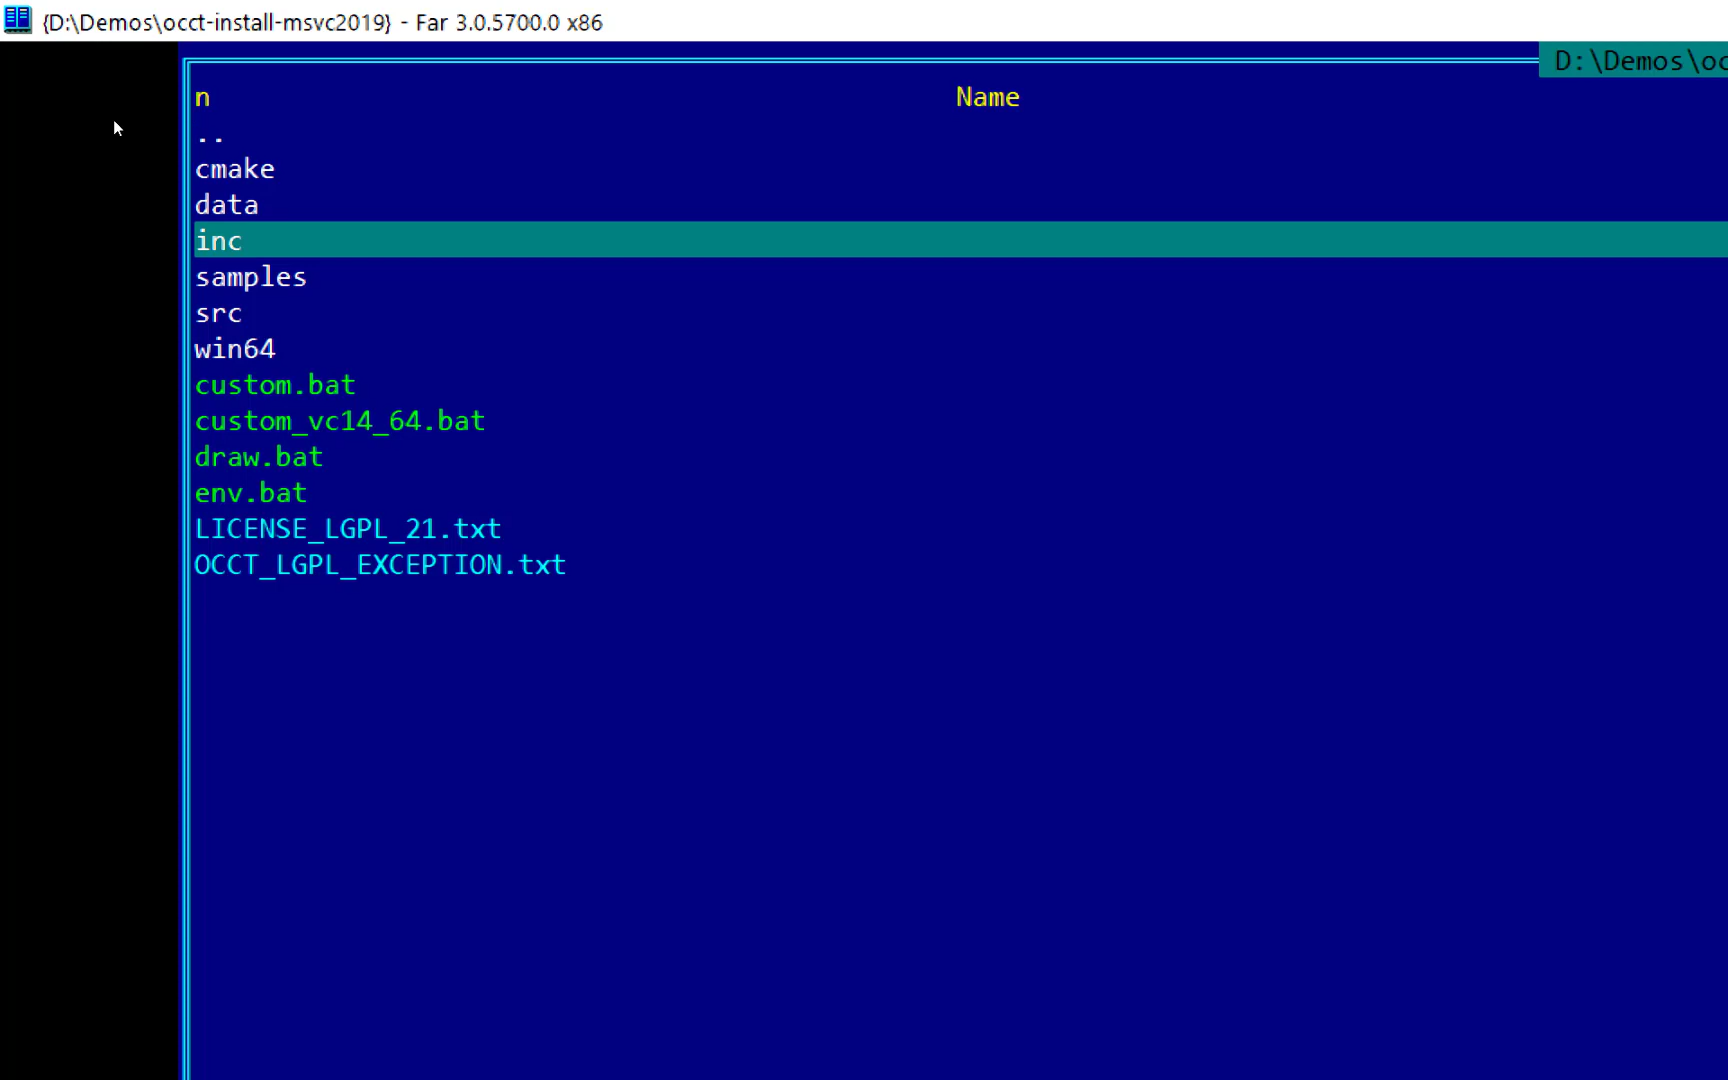 {D:\Demos\occt-install-msvc2019} - Far 3.0.5700.0 x86
D:\Demos\oc
n Name
..
cmake
data
inc
samples
src
win64
custom.bat
custom_vc14_64.bat
draw.bat
env.bat
LICENSE_LGPL_21.txt
OCCT_LGPL_EXCEPTION.txt